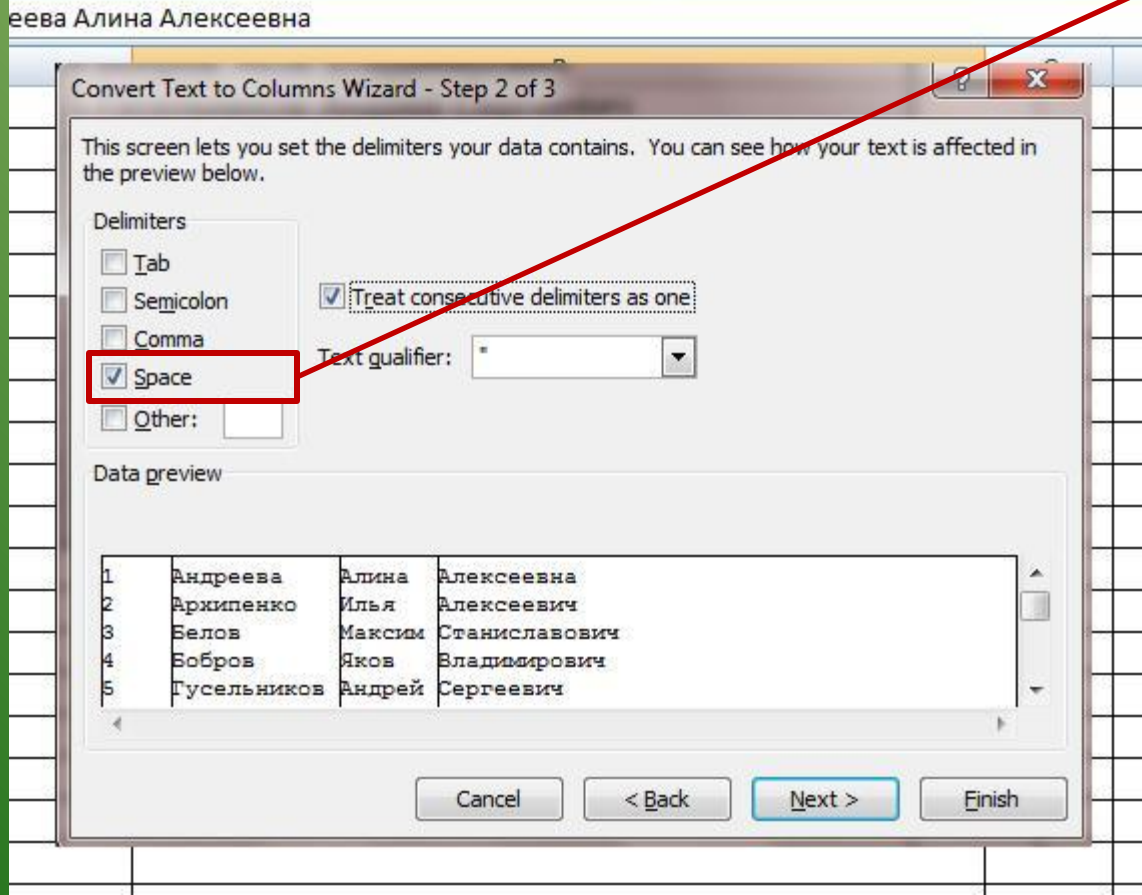 еева Алина Алексеевна
Convert Text to Columns Wizard - Step 2 of 3
This screen lets you set the delimiters your data contains. You can see how your text is affected in
the preview below.
Delimiters
Tab
Semicolon
Treat consecutive delimiters as one
Comma
Text qualifier: "
Space
Other:
Data preview
1 Андреева Алина Алексеевна
2 Архипенко Илья Алексеевич
3 Белов Максим Станиславович
4 Бобров Яков Владимирович
5 Гусельников Андрей Сергеевич
Cancel < Back Next > Finish